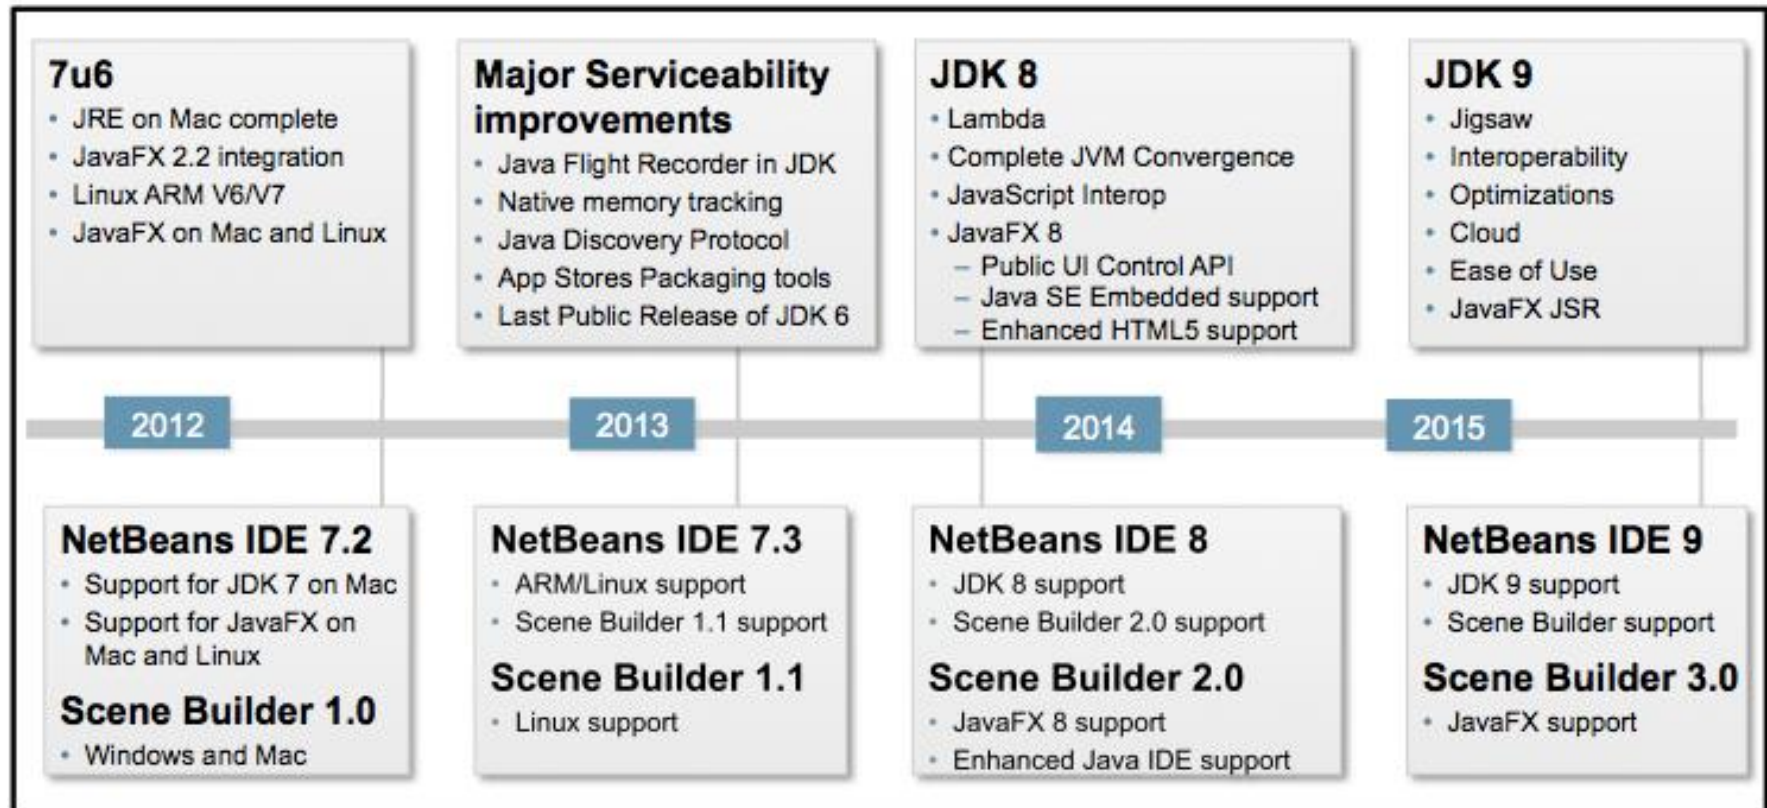 7u6
• JRE on Mac complete
• JavaFX 2.2 integration
• Linux ARM V6/V7
• JavaFX on Mac and Linux
Major Serviceability
improvements
• Java Flight Recorder in JDK
• Native memory tracking
• Java Discovery Protocol
• App Stores Packaging tools
• Last Public Release of JDK 6
JDK 8
• Lambda
• Complete JVM Convergence
• JavaScript Interop
• JavaFX 8
– Public UI Control API
– Java SE Embedded support
– Enhanced HTML5 support
JDK 9
• Jigsaw
• Interoperability
• Optimizations
• Cloud
• Ease of Use
• JavaFX JSR
2012
2013
2014
2015
NetBeans IDE 7.2
• Support for JDK 7 on Mac
• Support for JavaFX on
Mac and Linux
Scene Builder 1.0
• Windows and Mac
NetBeans IDE 7.3
• ARM/Linux support
• Scene Builder 1.1 support
Scene Builder 1.1
• Linux support
NetBeans IDE 8
• JDK 8 support
• Scene Builder 2.0 support
Scene Builder 2.0
• JavaFX 8 support
• Enhanced Java IDE support
NetBeans IDE 9
• JDK 9 support
• Scene Builder support
Scene Builder 3.0
• JavaFX support